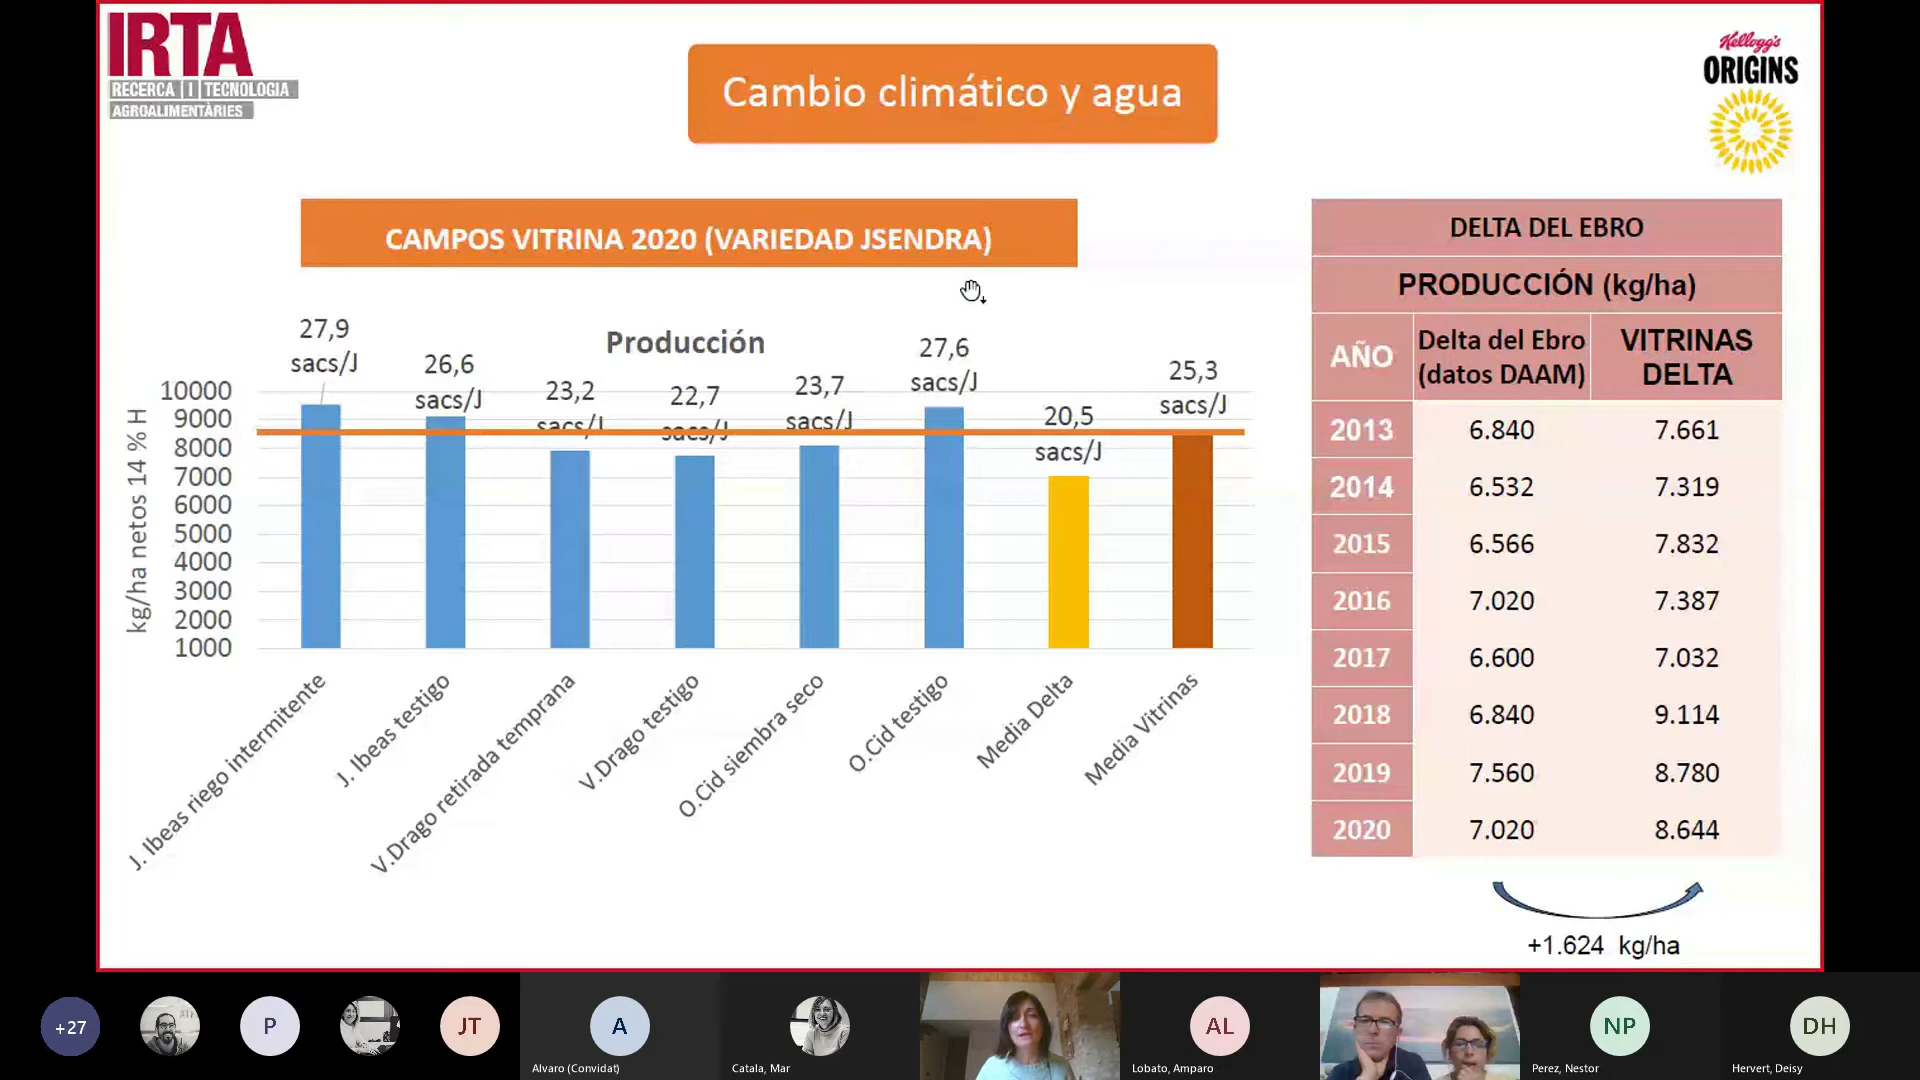 IRTA
RECERCA I TECNOLOGIA
AGROALIMENTÀRIES
Cambio climático y agua
Kellogg's
ORIGINS
CAMPOS VITRINA 2020 (VARIEDAD JSENDRA)
Producción
27,9
sacs/J
26,6
sacs/J
23,2
sacs/J
22,7
sacs/J
23,7
sacs/J
27,6
sacs/J
20,5
sacs/J
25,3
sacs/J
kg/ha netos 14 % H
10000
9000
8000
7000
6000
5000
4000
3000
2000
1000
J. Ibeas riego intermitente
J. Ibeas testigo
V.Drago retirada temprana
V.Drago testigo
O.Cid siembra seco
O.Cid testigo
Media Delta
Media Vitrinas
DELTA DEL EBRO
PRODUCCIÓN (kg/ha)
AÑO
Delta del Ebro
(datos DAAM)
VITRINAS
DELTA
2013 6.840 7.661
2014 6.532 7.319
2015 6.566 7.832
2016 7.020 7.387
2017 6.600 7.032
2018 6.840 9.114
2019 7.560 8.780
2020 7.020 8.644
+1.624 kg/ha
+27
P
JT
A
Alvaro (Convidat)
Catala, Mar
AL
Lobato, Amparo
NP
Perez, Nestor
DH
Hervert, Deisy